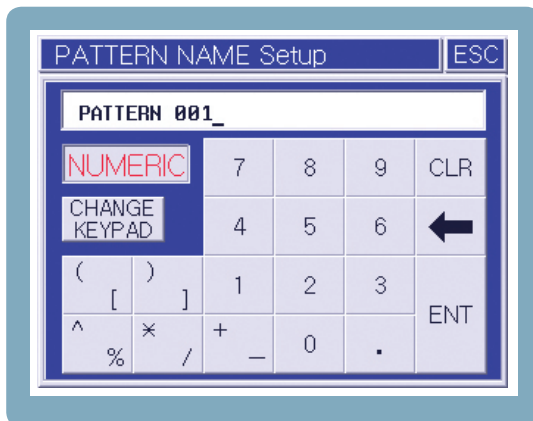 PATTERN NAME Setup ESC
PATTERN 001_
NUMERIC 7 8 9 CLR
CHANGE
KEYPAD 4 5 6 ←
( [ ) ] 1 2 3 ENT
^ % * / + _ 0 .